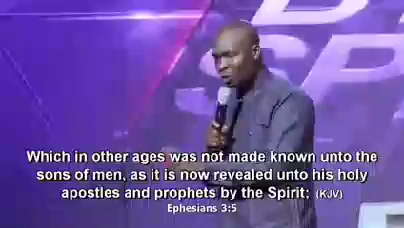 Which in other ages was not made known unto the
sons of men, as it is now revealed unto his holy
apostles and prophets by the Spirit; (KJV)
Ephesians 3:5